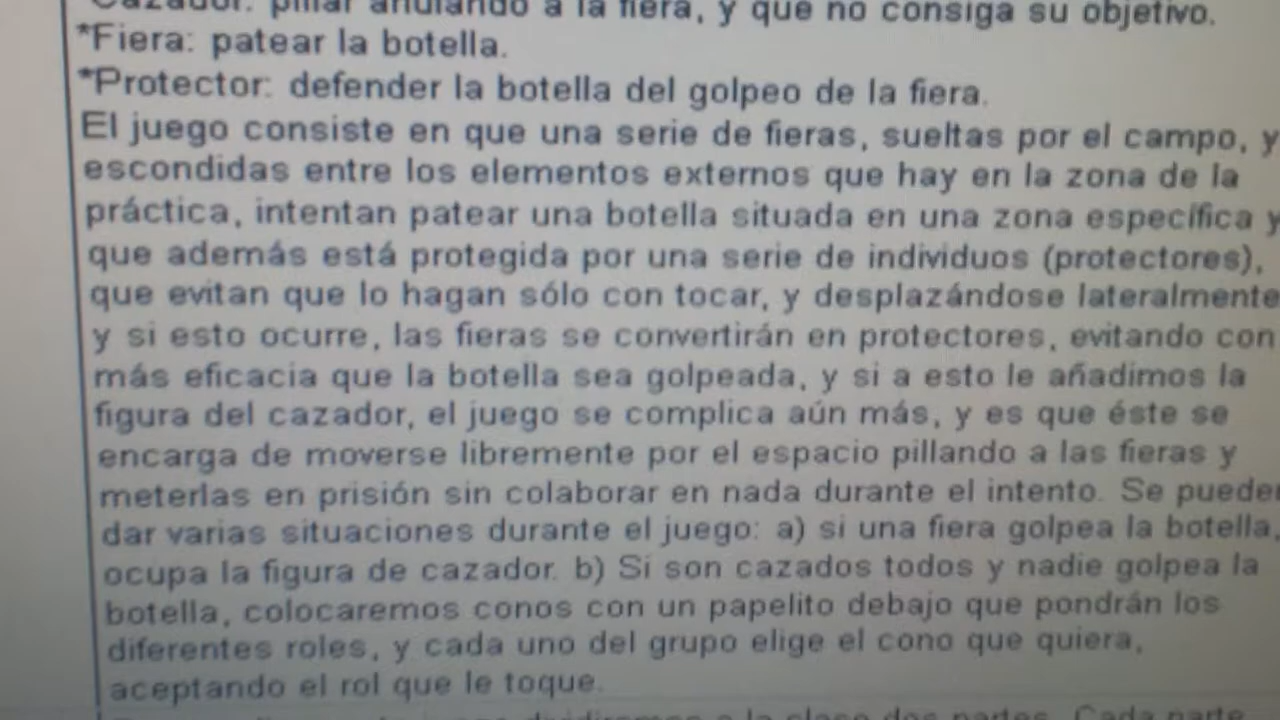 Cazador: pillar anulando a la fiera, y que no consiga su objetivo.
*Fiera: patear la botella.
*Protector: defender la botella del golpeo de la fiera.
El juego consiste en que una serie de fieras, sueltas por el campo, y
escondidas entre los elementos externos que hay en la zona de la
práctica, intentan patear una botella situada en una zona específica y
que además está protegida por una serie de individuos (protectores),
que evitan que lo hagan sólo con tocar, y desplazándose lateralmente
y si esto ocurre, las fieras se convertirán en protectores, evitando con
más eficacia que la botella sea golpeada, y si a esto le añadimos la
figura del cazador, el juego se complica aún más, y es que éste se
encarga de moverse libremente por el espacio pillando a las fieras y
meterlas en prisión sin colaborar en nada durante el intento. Se pueden
dar varias situaciones durante el juego: a) si una fiera golpea la botella,
ocupa la figura de cazador. b) Si son cazados todos y nadie golpea la
botella, colocaremos conos con un papelito debajo que pondrán los
diferentes roles, y cada uno del grupo elige el cono que quiera,
aceptando el rol que le toque.
a la clase dos partes. Cada parte